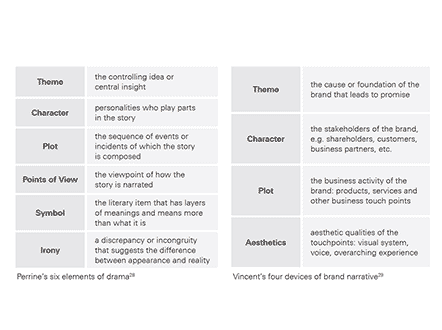 Theme
the controlling idea or
central insight
Character
personalities who play parts
in the story
Plot
the sequence of events or
incidents of which the story
is composed
Points of View
the viewpoint of how the
story is narrated
Symbol
the literary item that has layers
of meanings and means more
than what it is
Irony
a discrepancy or incongruity
that suggests the difference
between appearance and reality
Perrine's six elements of drama²⁸
Theme
the cause or foundation of the
brand that leads to promise
Character
the stakeholders of the brand,
e.g. shareholders, customers,
business partners, etc.
Plot
the business activity of the
brand: products, services and
other business touch points
Aesthetics
aesthetic qualities of the
touchpoints: visual system,
voice, overarching experience
Vincent's four devices of brand narrative²⁹